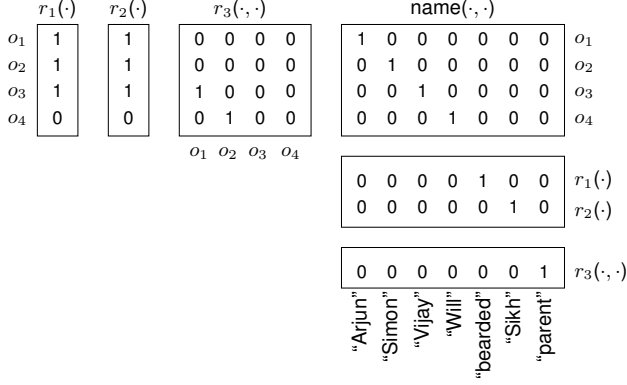 r₁(·) r₂(·) r₃(·, ·) name(·, ·)
o₁ 1 1 0 0 0 0 1 0 0 0 0 0 0 o₁
o₂ 1 1 0 0 0 0 0 1 0 0 0 0 0 o₂
o₃ 1 1 1 0 0 0 0 0 1 0 0 0 0 o₃
o₄ 0 0 0 1 0 0 0 0 0 1 0 0 0 o₄
o₁ o₂ o₃ o₄
0 0 0 0 1 0 0 r₁(·)
0 0 0 0 0 1 0 r₂(·)
0 0 0 0 0 0 1 r₃(·, ·)
“Arjun”
“Simon”
“Vijay”
“Will”
“bearded”
“Sikh”
“parent”